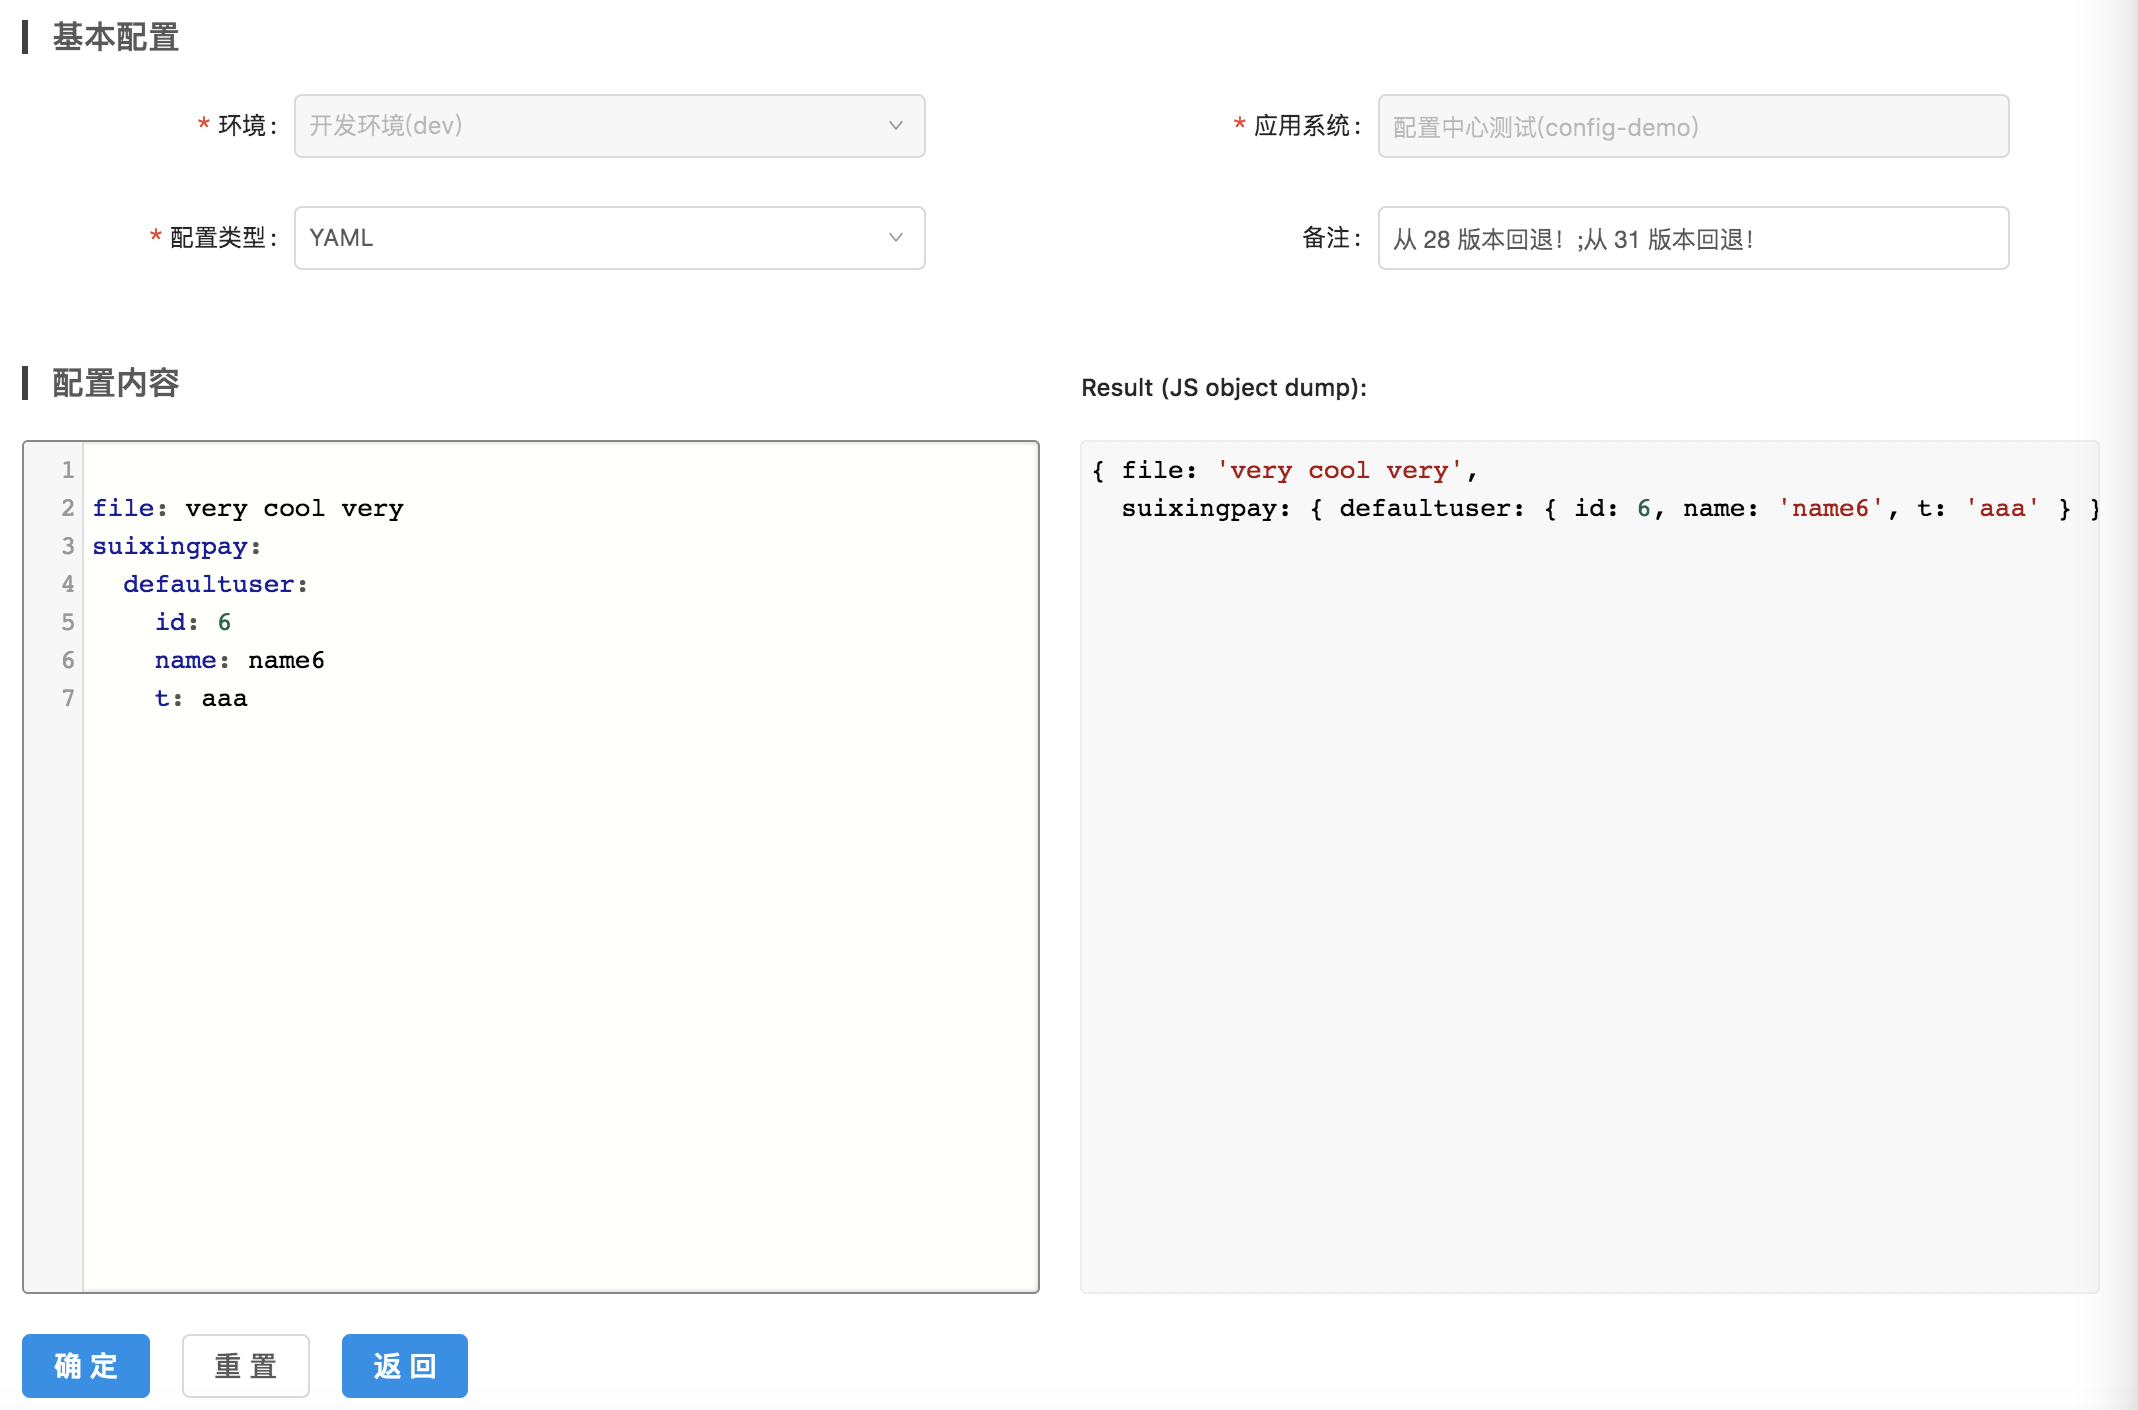 基本配置
* 环境: 开发环境(dev)
* 应用系统: 配置中心测试(config-demo)
* 配置类型: YAML
备注: 从 28 版本回退！;从 31 版本回退！
配置内容
1
2 file: very cool very
3 suixingpay:
4   defaultuser:
5     id: 6
6     name: name6
7     t: aaa
Result (JS object dump):
{ file: 'very cool very',
  suixingpay: { defaultuser: { id: 6, name: 'name6', t: 'aaa' } }
确 定
重 置
返 回